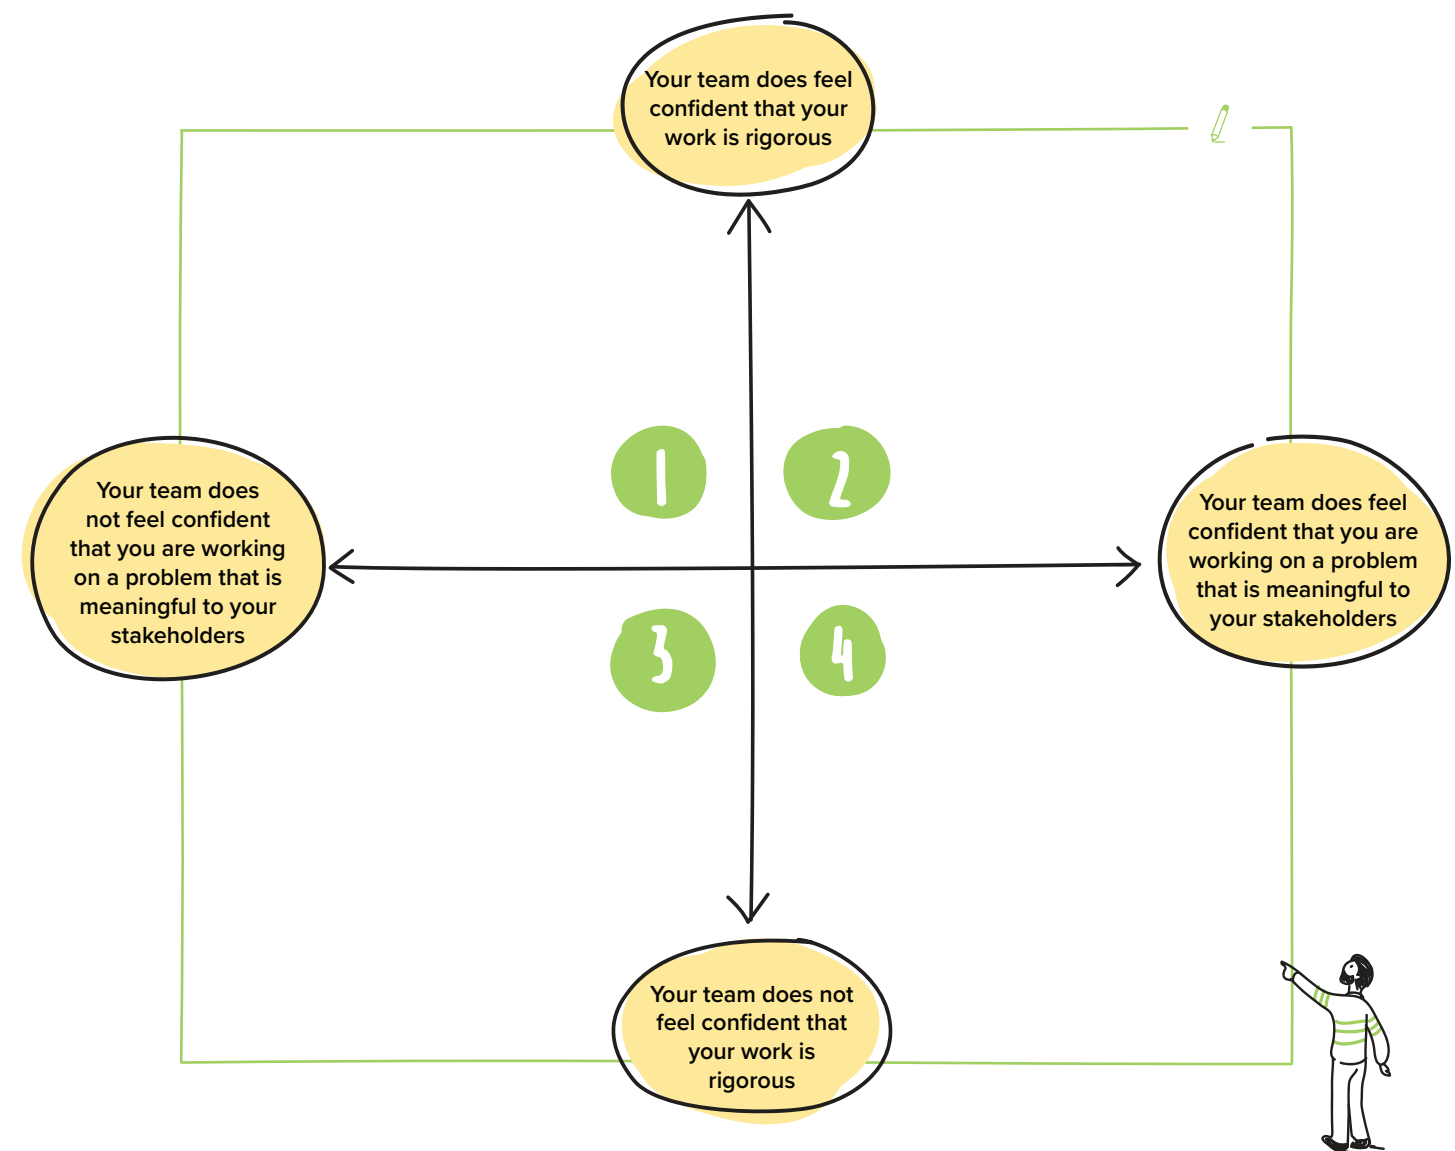 Your team does feel
confident that your
work is rigorous
1
2
Your team does
not feel confident
that you are working
on a problem that is
meaningful to your
stakeholders
Your team does feel
confident that you are
working on a problem
that is meaningful to
your stakeholders
3
4
Your team does not
feel confident that
your work is
rigorous